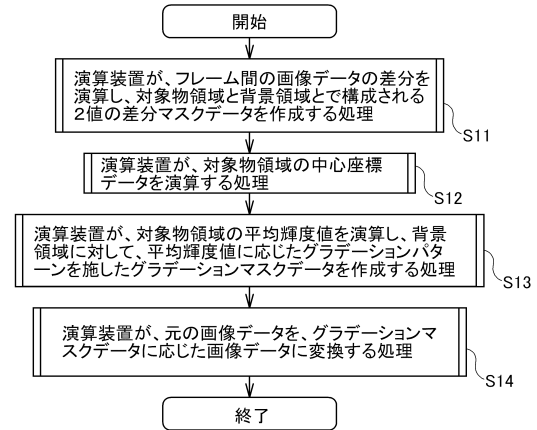 開始
演算装置が、フレーム間の画像データの差分を
演算し、対象物領域と背景領域とで構成される
2値の差分マスクデータを作成する処理
S11
演算装置が、対象物領域の中心座標
データを演算する処理
S12
演算装置が、対象物領域の平均輝度値を演算し、背景
領域に対して、平均輝度値に応じたグラデーションパタ
ーンを施したグラデーションマスクデータを作成する処理
S13
演算装置が、元の画像データを、グラデーションマ
スクデータに応じた画像データに変換する処理
S14
終了